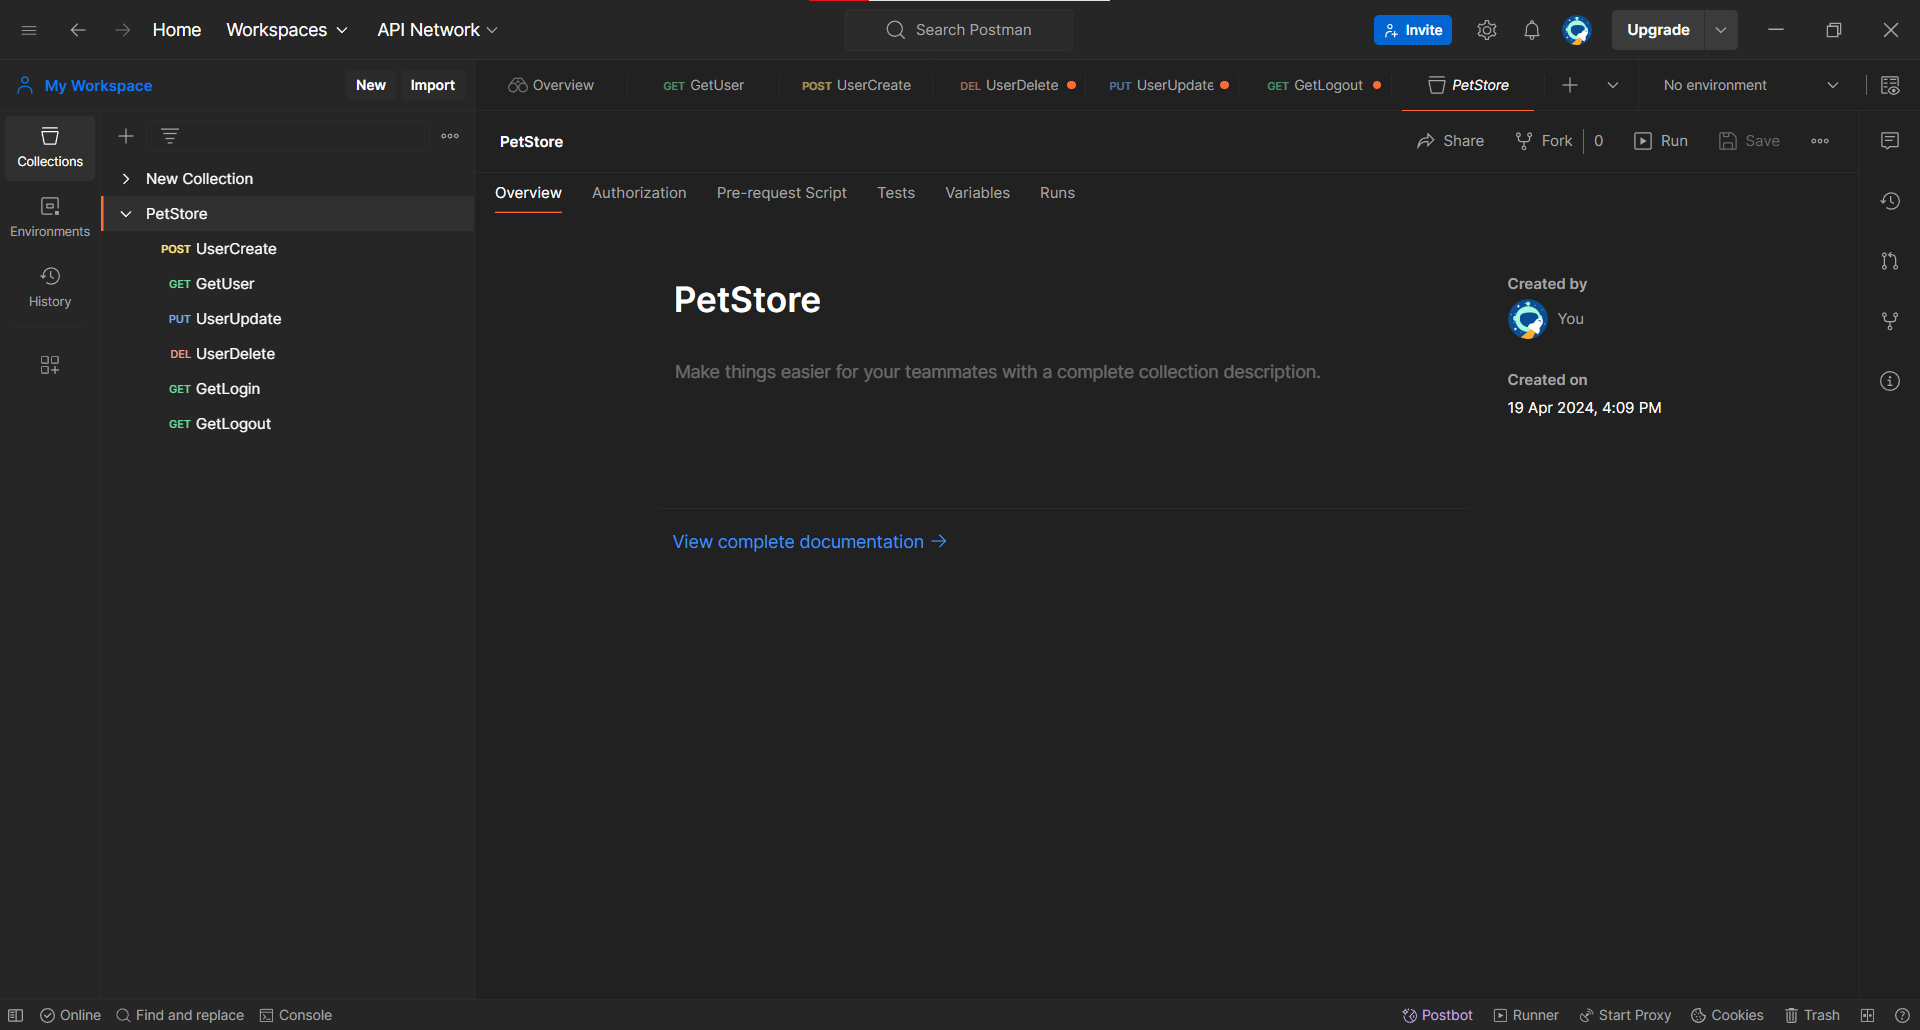 Home Workspaces API Network Search Postman Invite Upgrade
My Workspace New Import Overview GET GetUser POST UserCreate DEL UserDelete PUT UserUpdate GET GetLogout PetStore No environment
Collections
Environments
History
New Collection
PetStore
POST UserCreate
GET GetUser
PUT UserUpdate
DEL UserDelete
GET GetLogin
GET GetLogout
PetStore Share Fork 0 Run Save
Overview Authorization Pre-request Script Tests Variables Runs
PetStore
Make things easier for your teammates with a complete collection description.
View complete documentation →
Created by
You
Created on
19 Apr 2024, 4:09 PM
Online Find and replace Console Postbot Runner Start Proxy Cookies Trash